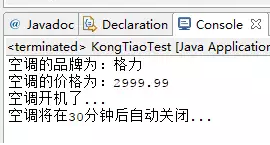 @ Javadoc Declaration Console
<terminated> KongTiaoTest [Java Application
空调的品牌为：格力
空调的价格为：2999.99
空调开机了...
空调将在30分钟后自动关闭...